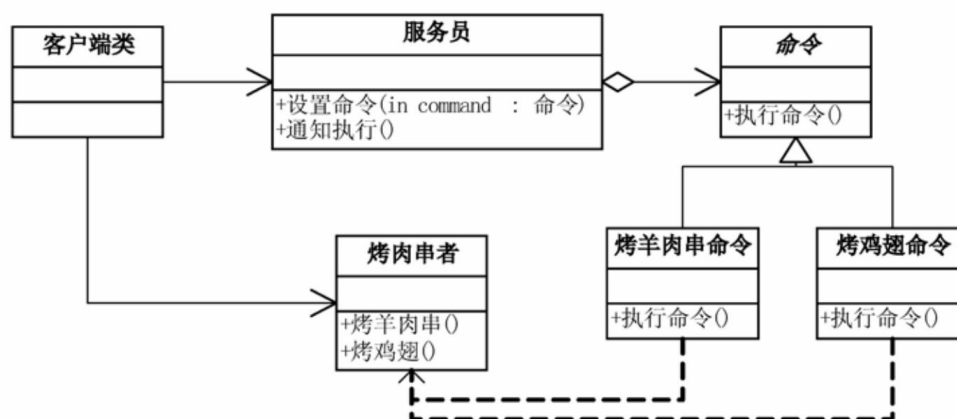 客户端类
服务员
+设置命令(in command : 命令)
+通知执行()
命令
+执行命令()
烤肉串者
+烤羊肉串()
+烤鸡翅()
烤羊肉串命令
+执行命令()
烤鸡翅命令
+执行命令()